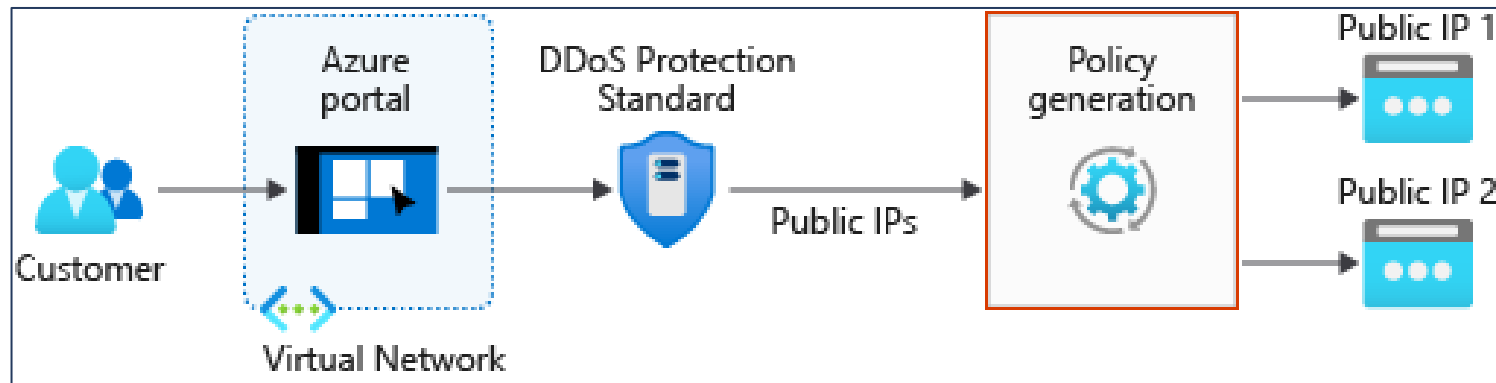 Azure
portal
DDoS Protection
Standard
Policy
generation
Public IP 1
Public IP 2
Public IPs
Customer
Virtual Network